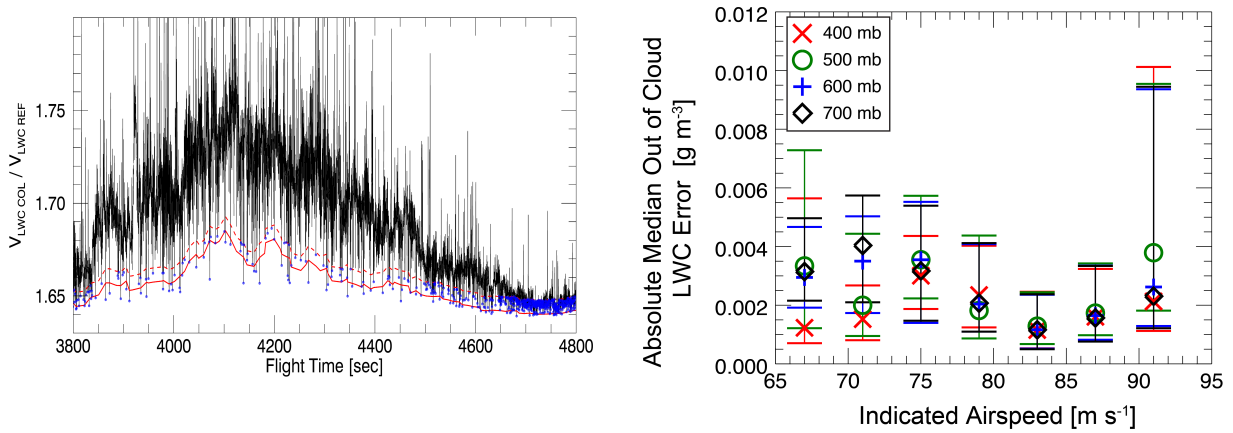 1.75
1.70
1.65
V LWC COL / V LWC REF
3800 4000 4200 4400 4600 4800
Flight Time [sec]
0.012
0.010
0.008
0.006
0.004
0.002
0.000
Absolute Median Out of Cloud
LWC Error [g m-3]
400 mb
500 mb
600 mb
700 mb
65 70 75 80 85 90 95
Indicated Airspeed [m s-1]